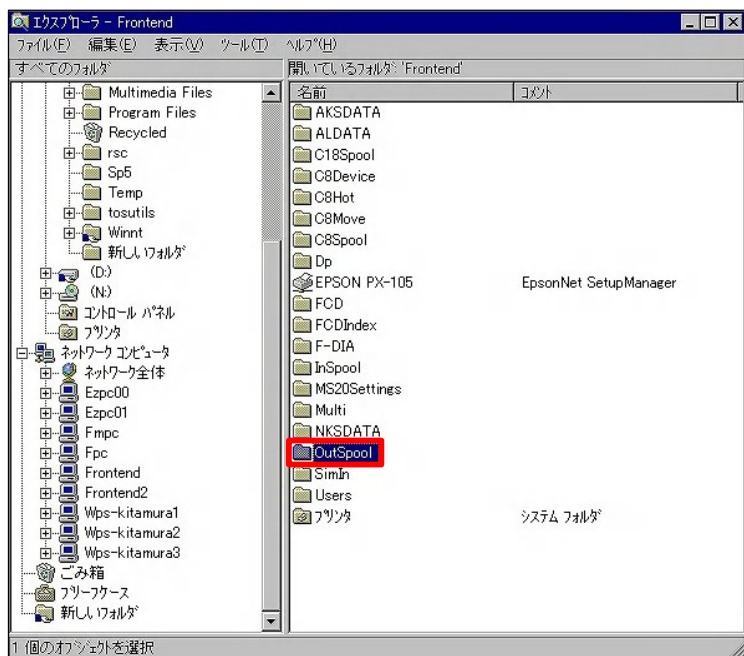 エクスプローラ - Frontend
ファイル(F) 編集(E) 表示(V) ツール(T) ヘルプ(H)
すべてのフォルダ
Multimedia Files
Program Files
Recycled
rsc
Sp5
Temp
tosutils
Winnt
新しいフォルダ
(D:)
(N:)
コントロール パネル
プリンタ
ネットワーク コンピュータ
ネットワーク全体
Ezpc00
Ezpc01
Fmpc
Fpc
Frontend
Frontend2
Wps-kitamura1
Wps-kitamura2
Wps-kitamura3
ごみ箱
ブリーフケース
新しいフォルダ
開いているフォルダ: 'Frontend'
名前 コメント
AKSDATA
ALDATA
C18Spool
C8Device
C8Hot
C8Move
C8Spool
Dp
EPSON PX-105 EpsonNet SetupManager
FCD
FCDIndex
F-DIA
InSpool
MS20Settings
Multi
NKSDATA
OutSpool
SimIn
Users
プリンタ システム フォルダ
1 個のオブジェクトを選択